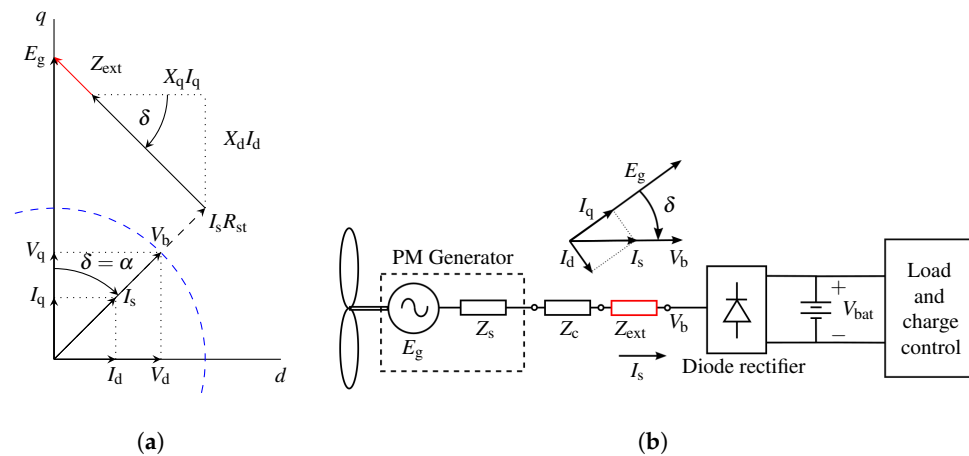 q
E_g
Z_ext
X_qI_q
δ
X_dI_d
I_sR_st
V_b
V_q
δ = α
I_q
I_s
I_d
V_d
d
(a)
E_g
I_q
δ
I_d
I_s
V_b
PM Generator
E_g
Z_s
Z_c
Z_ext
V_b
I_s
Diode rectifier
+
V_bat
−
Load
and
charge
control
(b)